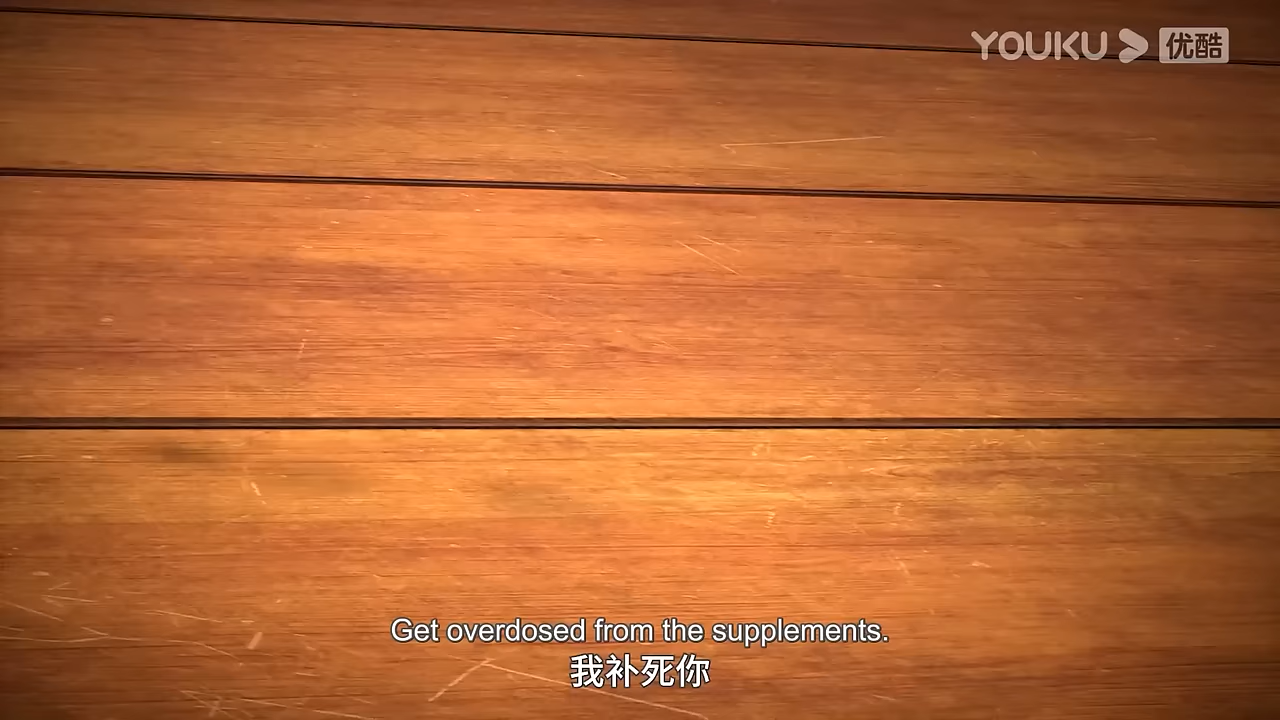 YOUKU 优酷
Get overdosed from the supplements.
我补死你